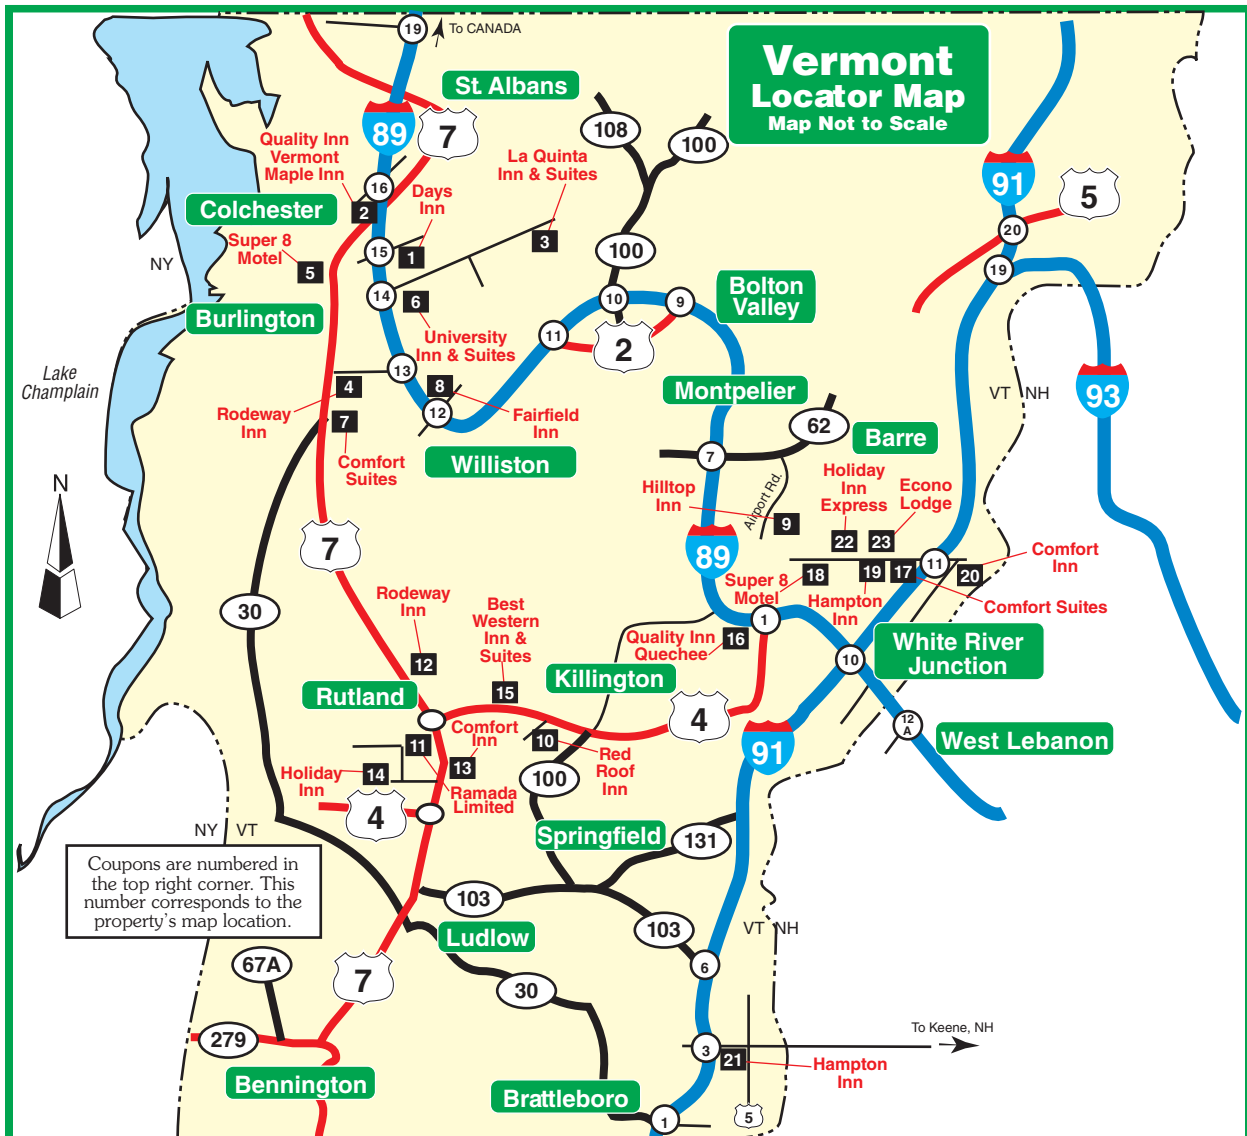 19
To CANADA
Vermont
Locator Map
Map Not to Scale
St. Albans
89
7
108
100
Quality Inn
Vermont
Maple Inn
16
2
Colchester
La Quinta
Inn & Suites
3
Days
Inn
15
1
91
5
20
19
Super 8
Motel
5
NY
14
6
University
Inn & Suites
Burlington
100
10
9
11
2
Bolton
Valley
Lake
Champlain
13
4
8
12
Rodeway
Inn
7
Comfort
Suites
Fairfield
Inn
Williston
Montpelier
VT
NH
93
62
Barre
7
Airport Rd.
Hilltop
Inn
9
Holiday
Inn
Express
22
Econo
Lodge
23
N
7
89
11
Comfort
Inn
20
Super 8
Motel
18
19
17
Hampton
Inn
Comfort Suites
30
Rodeway
Inn
12
Best
Western
Inn &
Suites
15
Quality Inn
Quechee
16
1
10
White River
Junction
Killington
Rutland
4
12
A
West Lebanon
91
Comfort
Inn
13
11
10
Red
Roof
Inn
Holiday
Inn
14
Ramada
Limited
100
4
NY
VT
Springfield
131
Coupons are numbered in
the top right corner. This
number corresponds to the
property's map location.
103
103
VT
NH
Ludlow
67A
7
30
6
279
To Keene, NH
3
21
Hampton
Inn
Bennington
Brattleboro
1
5